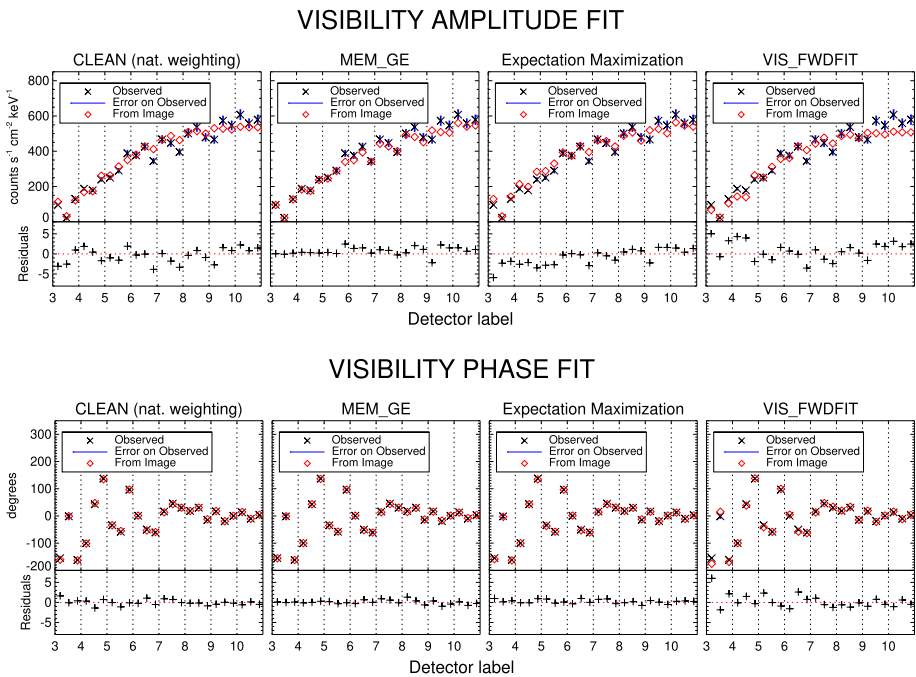 VISIBILITY AMPLITUDE FIT
CLEAN (nat. weighting) MEM_GE Expectation Maximization VIS_FWDFIT
800
600
400
200
0
counts s⁻¹ cm⁻² keV⁻¹
Observed Observed Observed Observed
Error on Observed Error on Observed Error on Observed Error on Observed
From Image From Image From Image From Image
5
0
-5
Residuals
3 4 5 6 7 8 9 10 3 4 5 6 7 8 9 10 3 4 5 6 7 8 9 10 3 4 5 6 7 8 9 10
Detector label
VISIBILITY PHASE FIT
CLEAN (nat. weighting) MEM_GE Expectation Maximization VIS_FWDFIT
300
200
100
0
-100
-200
degrees
Observed Observed Observed Observed
Error on Observed Error on Observed Error on Observed Error on Observed
From Image From Image From Image From Image
5
0
-5
Residuals
3 4 5 6 7 8 9 10 3 4 5 6 7 8 9 10 3 4 5 6 7 8 9 10 3 4 5 6 7 8 9 10
Detector label